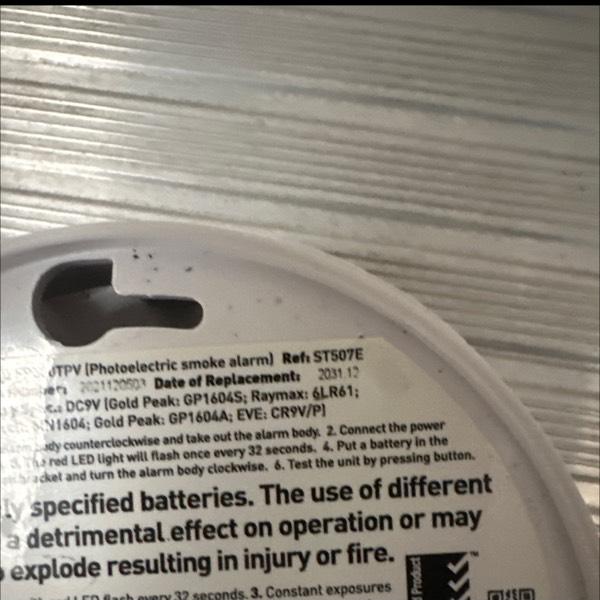 (Photoelectric smoke alarm) Ref: ST507E
2021120503 Date of Replacement: 2031.12
DC9V (Gold Peak: GP1604S; Raymax: 6LR61;
Gold Peak: GP1604A; EVE: CR9V/P)
counterclockwise and take out the alarm body. 2. Connect the power
red LED light will flash once every 32 seconds. 4. Put a battery in the
and turn the alarm body clockwise. 6. Test the unit by pressing button.
specified batteries. The use of different
a detrimental effect on operation or may
explode resulting in injury or fire.
flash every 32 seconds. 3. Constant exposures
Product
TM